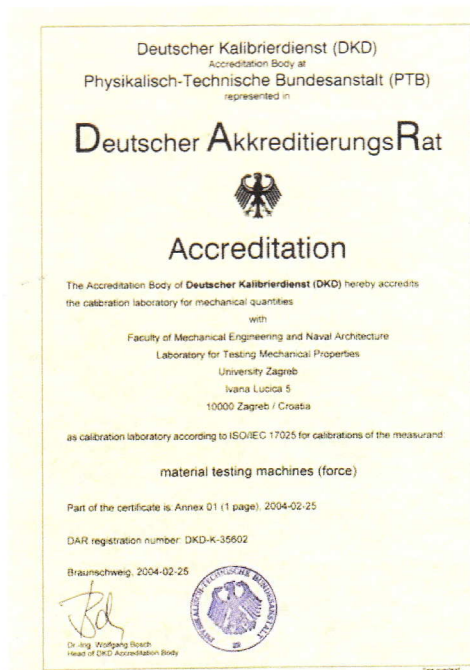 Deutscher Kalibrierdienst (DKD)
Accreditation Body at
Physikalisch-Technische Bundesanstalt (PTB)
represented in
Deutscher AkkreditierungsRat
Accreditation
The Accreditation Body of Deutscher Kalibrierdienst (DKD) hereby accredits
the calibration laboratory for mechanical quantities
with
Faculty of Mechanical Engineering and Naval Architecture
Laboratory for Testing Mechanical Properties
University Zagreb
Ivana Lucica 5
10000 Zagreb / Croatia
as calibration laboratory according to ISO/IEC 17025 for calibrations of the measurand:
material testing machines (force)
Part of the certificate is Annex 01 (1 page), 2004-02-25
DAR registration number: DKD-K-35602
Braunschweig, 2004-02-25
PHYSIKALISCH-TECHNISCHE BUNDESANSTALT
Dr.-Ing. Wolfgang Bosch
Head of DKD Accreditation Body